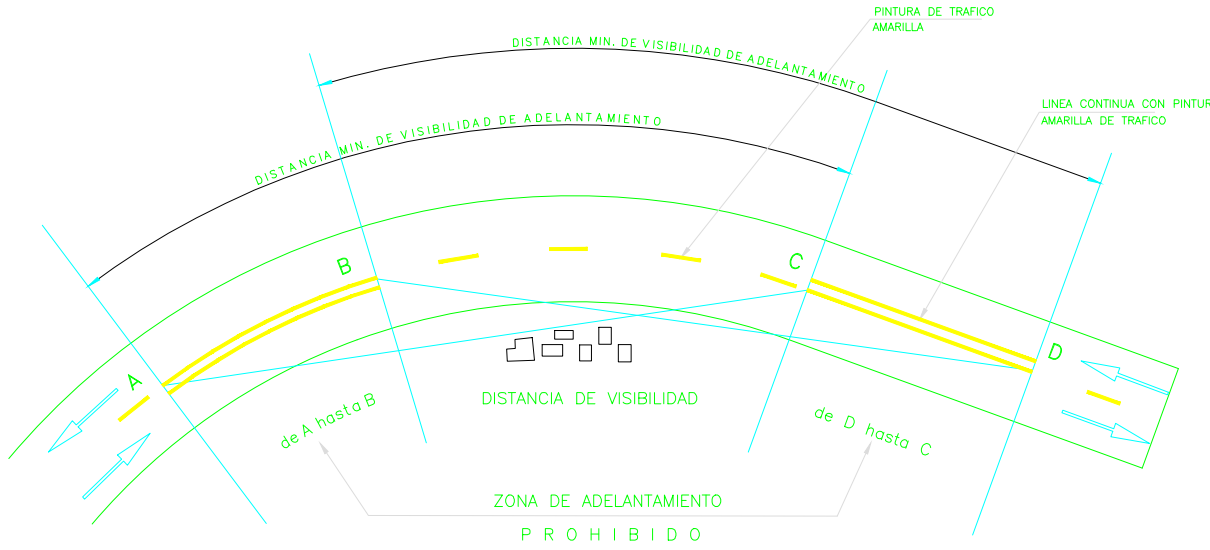 PINTURA DE TRAFICO
AMARILLA
DISTANCIA MIN. DE VISIBILIDAD DE ADELANTAMIENTO
LINEA CONTINUA CON PINTUR
AMARILLA DE TRAFICO
DISTANCIA MIN. DE VISIBILIDAD DE ADELANTAMIENTO
B
C
A
D
DISTANCIA DE VISIBILIDAD
de A hasta B
de D hasta C
ZONA DE ADELANTAMIENTO
PROHIBIDO